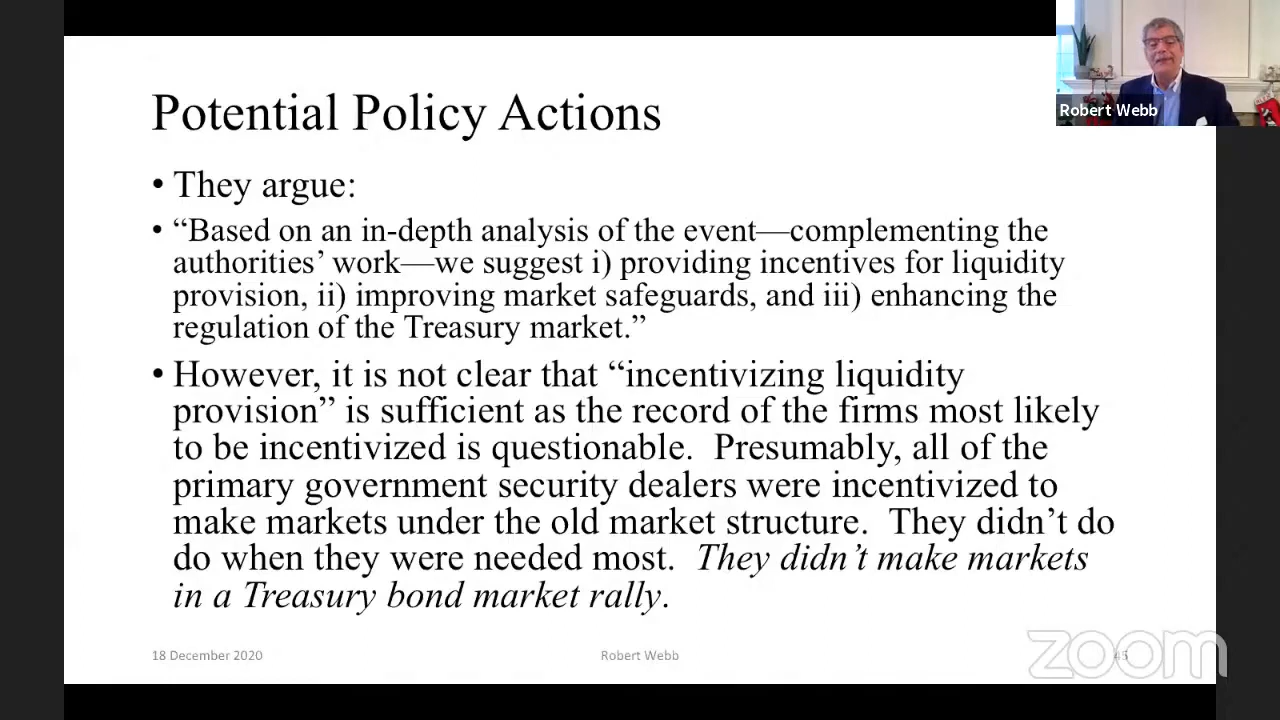 Potential Policy Actions
Robert Webb
• They argue:
• “Based on an in-depth analysis of the event—complementing the
authorities’ work—we suggest i) providing incentives for liquidity
provision, ii) improving market safeguards, and iii) enhancing the
regulation of the Treasury market.”
• However, it is not clear that “incentivizing liquidity
provision” is sufficient as the record of the firms most likely
to be incentivized is questionable.  Presumably, all of the
primary government security dealers were incentivized to
make markets under the old market structure.  They didn’t do
do when they were needed most.  They didn’t make markets
in a Treasury bond market rally.
18 December 2020
Robert Webb
45
zoom